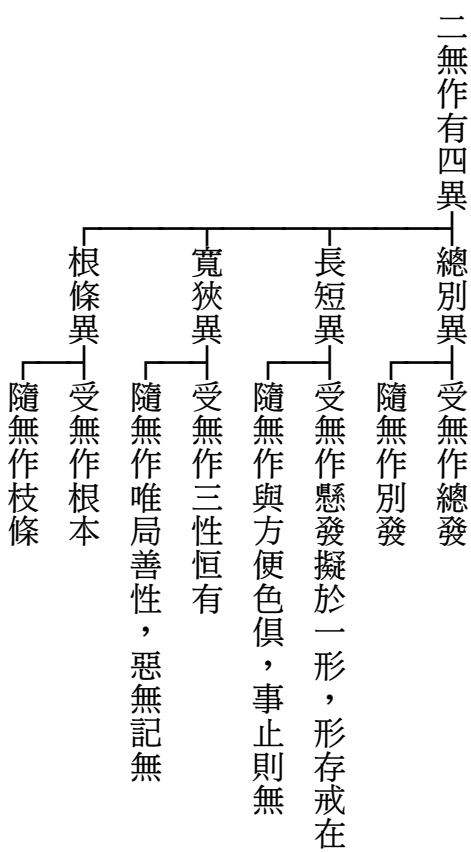 二無作有四異
總別異
受無作總發
隨無作別發
長短異
受無作懸發擬於一形，形存戒在
隨無作與方便色俱，事止則無
寬狹異
受無作三性恒有
隨無作唯局善性，惡無記無
根條異
受無作根本
隨無作枝條